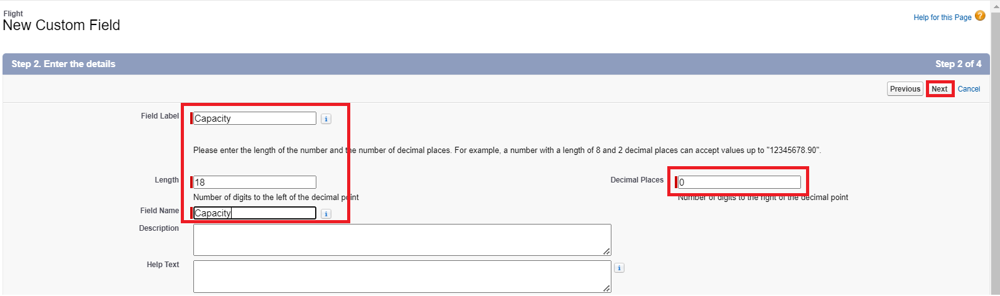 Flight
New Custom Field
Help for this Page
Step 2. Enter the details
Step 2 of 4
Previous
Next
Cancel
Field Label
Capacity
Please enter the length of the number and the number of decimal places. For example, a number with a length of 8 and 2 decimal places can accept values up to "12345678.90".
Length
18
Decimal Places
0
Number of digits to the left of the decimal point
Number of digits to the right of the decimal point
Field Name
Capacity
Description
Help Text